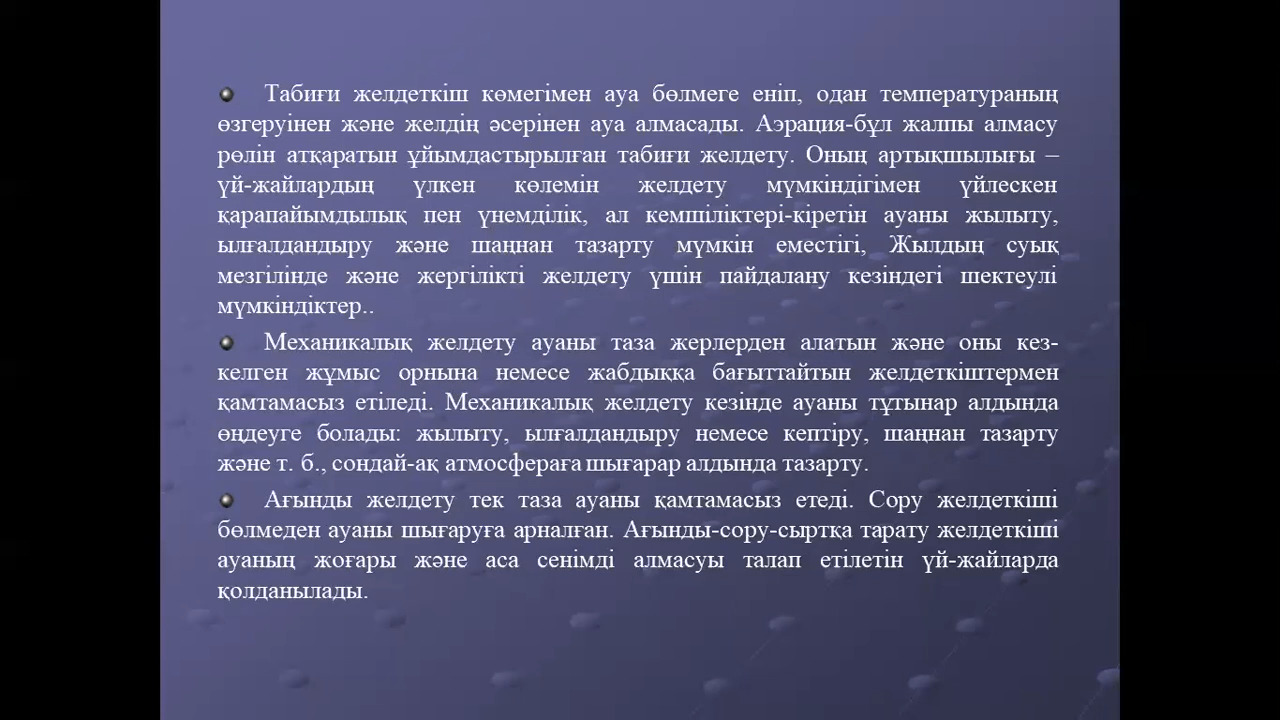 Табиғи желдеткіш көмегімен ауа бөлмеге еніп, одан температураның
өзгеруінен және желдің әсерінен ауа алмасады. Аэрация-бұл жалпы алмасу
рөлін атқаратын ұйымдастырылған табиғи желдету. Оның артықшылығы –
үй-жайлардың үлкен көлемін желдету мүмкіндігімен үйлескен
қарапайымдылық пен үнемділік, ал кемшіліктері-кіретін ауаны жылыту,
ылғалдандыру және шаңнан тазарту мүмкін еместігі, Жылдың суық
мезгілінде және жергілікті желдету үшін пайдалану кезіндегі шектеулі
мүмкіндіктер..
Механикалық желдету ауаны таза жерлерден алатын және оны кез-
келген жұмыс орнына немесе жабдыққа бағыттайтын желдеткіштермен
қамтамасыз етіледі. Механикалық желдету кезінде ауаны тұтынар алдында
өңдеуге болады: жылыту, ылғалдандыру немесе кептіру, шаңнан тазарту
және т. б., сондай-ақ атмосфераға шығарар алдында тазарту.
Ағынды желдету тек таза ауаны қамтамасыз етеді. Сору желдеткіші
бөлмеден ауаны шығаруға арналған. Ағынды-сору-сыртқа тарату желдеткіші
ауаның жоғары және аса сенімді алмасуы талап етілетін үй-жайларда
қолданылады.